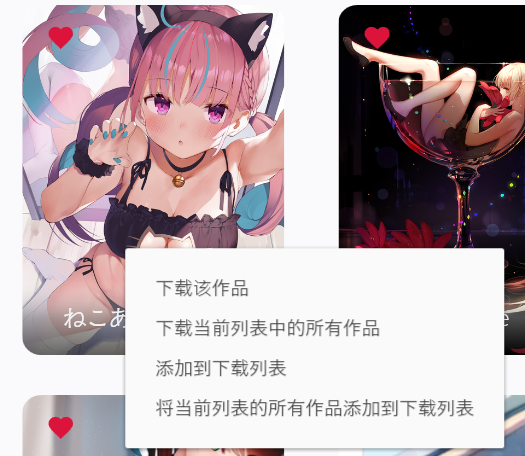 ねこあ
下载该作品
下载当前列表中的所有作品
添加到下载列表
将当前列表的所有作品添加到下载列表
e